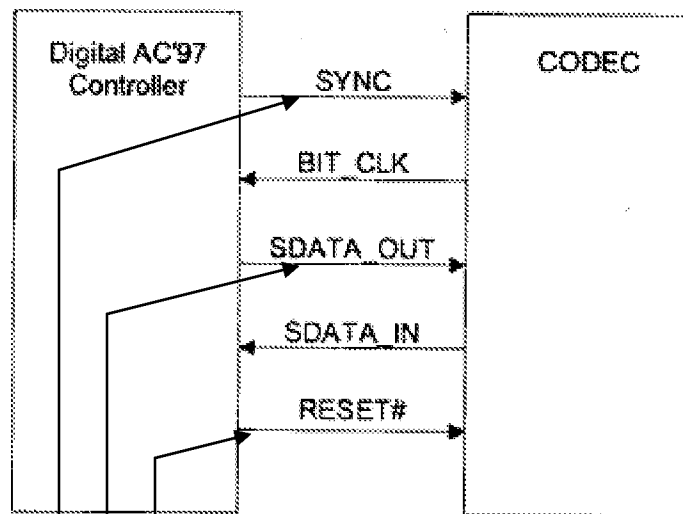 Digital AC'97
Controller
CODEC
SYNC
BIT_CLK
SDATA_OUT
SDATA_IN
RESET#